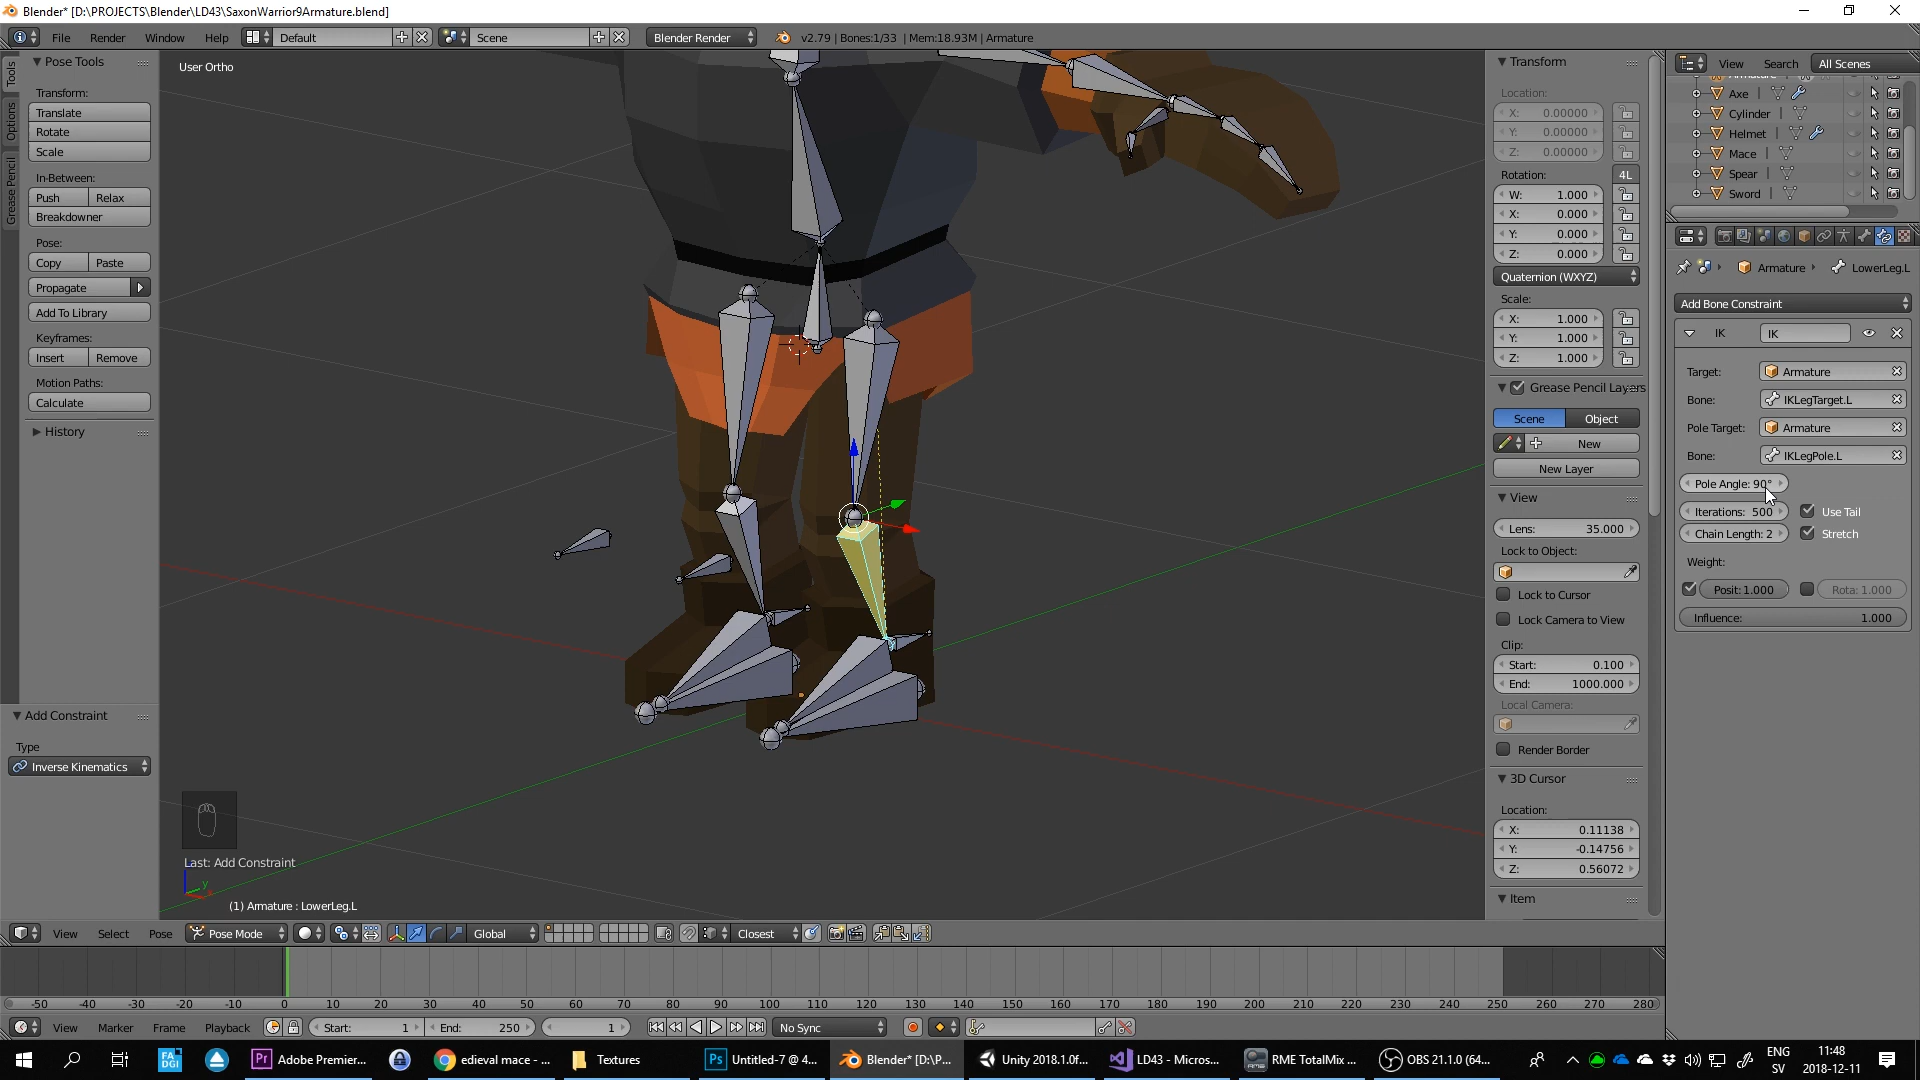 Blender* [D:\PROJECTS\Blender\LD43\SaxonWarrior9Armature.blend]
File Render Window Help Default Scene Blender Render v2.79 | Bones:1/33 | Mem:18.93M | Armature
Tools
Options
Grease Pencil
Pose Tools
Transform:
Translate
Rotate
Scale
In-Between:
Push Relax
Breakdowner
Pose:
Copy Paste
Propagate
Add To Library
Keyframes:
Insert Remove
Motion Paths:
Calculate
History
Add Constraint
Type
Inverse Kinematics
User Ortho
Last: Add Constraint
y
(1) Armature : LowerLeg.L
Transform
Location:
X: 0.00000
Y: 0.00000
Z: 0.00000
Rotation: 4L
W: 1.000
X: 0.000
Y: 0.000
Z: 0.000
Quaternion (WXYZ)
Scale:
X: 1.000
Y: 1.000
Z: 1.000
Grease Pencil Layers
Scene Object
New
New Layer
View
Lens: 35.000
Lock to Object:
Lock to Cursor
Lock Camera to View
Clip:
Start: 0.100
End: 1000.000
Local Camera:
Render Border
3D Cursor
Location:
X: 0.11138
Y: -0.14756
Z: 0.56072
Item
View Search All Scenes
Axe
Cylinder
Helmet
Mace
Spear
Sword
Armature LowerLeg.L
Add Bone Constraint
IK IK
Target: Armature
Bone: IKLegTarget.L
Pole Target: Armature
Bone: IKLegPole.L
Pole Angle: 90°
Iterations: 500 Use Tail
Chain Length: 2 Stretch
Weight:
Posit: 1.000 Rota: 1.000
Influence: 1.000
View Select Pose Pose Mode Global Closest
-50 -40 -30 -20 -10 0 10 20 30 40 50 60 70 80 90 100 110 120 130 140 150 160 170 180 190 200 210 220 230 240 250 260 270 280
View Marker Frame Playback Start: 1 End: 250 1 No Sync
FA
DGI
Pr Adobe Premier... edieval mace - ... Textures Ps Untitled-7 @ 4... Blender* [D:\P... Unity 2018.1.0f... LD43 - Micros... RME TotalMix ... OBS 21.1.0 (64... ENG 11:48
SV 2018-12-11